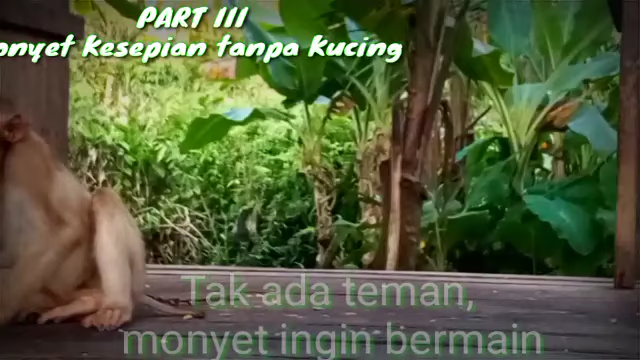 PART III
onyet Kesepian tanpa Kucing
Tak ada teman,
monyet ingin bermain